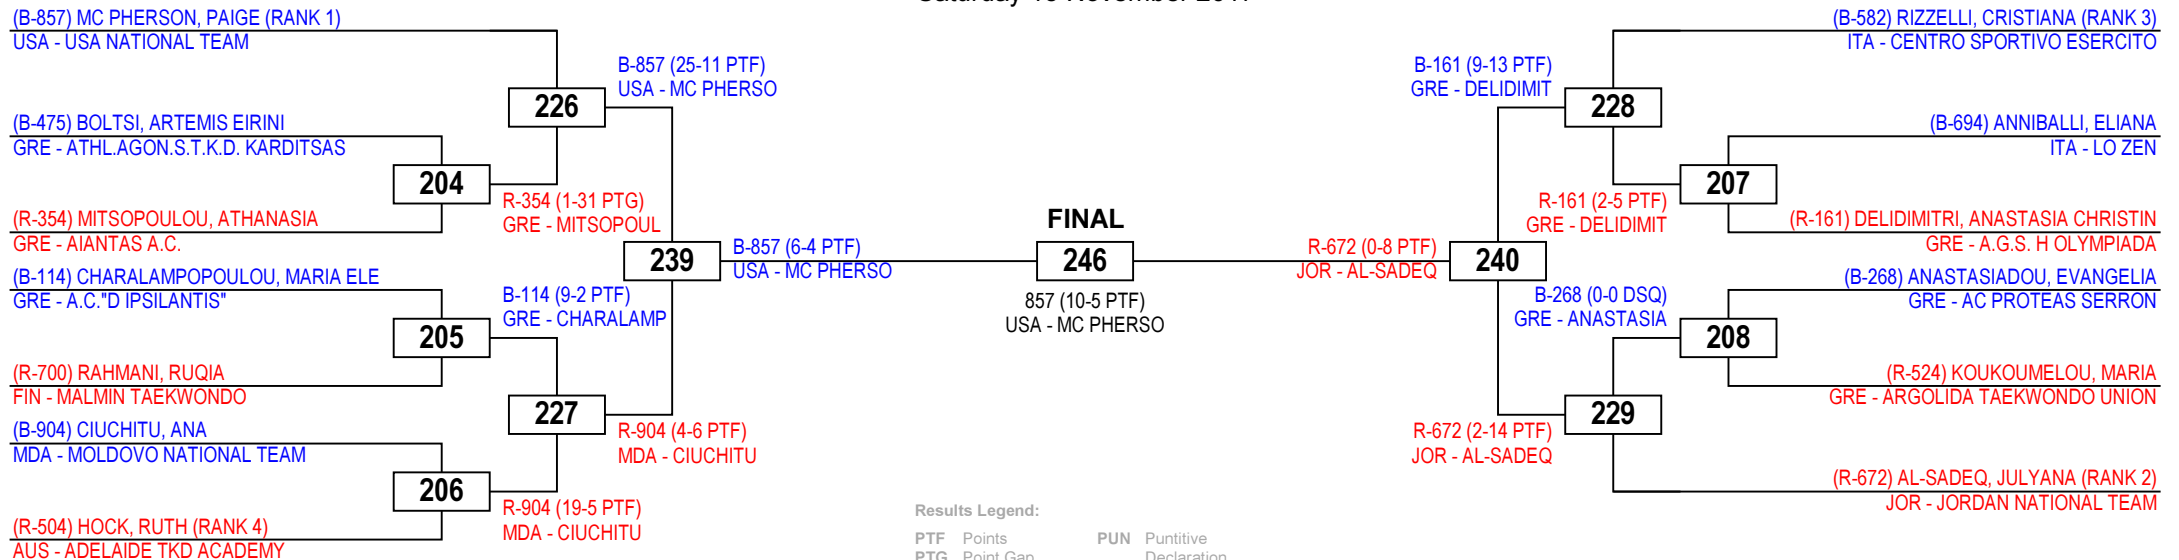 (B-857) MC PHERSON, PAIGE (RANK 1)
USA - USA NATIONAL TEAM
(B-475) BOLTSI, ARTEMIS EIRINI
GRE - ATHL.AGON.S.T.K.D. KARDITSAS
(R-354) MITSOPOULOU, ATHANASIA
GRE - AIANTAS A.C.
(B-114) CHARALAMPOPOULOU, MARIA ELE
GRE - A.C."D IPSILANTIS"
(R-700) RAHMANI, RUQIA
FIN - MALMIN TAEKWONDO
(B-904) CIUCHITU, ANA
MDA - MOLDOVO NATIONAL TEAM
(R-504) HOCK, RUTH (RANK 4)
AUS - ADELAIDE TKD ACADEMY
204
205
206
R-354 (1-31 PTG)
GRE - MITSOPOUL
B-114 (9-2 PTF)
GRE - CHARALAMP
R-904 (19-5 PTF)
MDA - CIUCHITU
226
227
B-857 (25-11 PTF)
USA - MC PHERSO
R-904 (4-6 PTF)
MDA - CIUCHITU
239
B-857 (6-4 PTF)
USA - MC PHERSO
FINAL
246
857 (10-5 PTF)
USA - MC PHERSO
R-672 (0-8 PTF)
JOR - AL-SADEQ
240
B-161 (9-13 PTF)
GRE - DELIDIMIT
R-672 (2-14 PTF)
JOR - AL-SADEQ
228
229
R-161 (2-5 PTF)
GRE - DELIDIMIT
B-268 (0-0 DSQ)
GRE - ANASTASIA
207
208
(B-582) RIZZELLI, CRISTIANA (RANK 3)
ITA - CENTRO SPORTIVO ESERCITO
(B-694) ANNIBALLI, ELIANA
ITA - LO ZEN
(R-161) DELIDIMITRI, ANASTASIA CHRISTIN
GRE - A.G.S. H OLYMPIADA
(B-268) ANASTASIADOU, EVANGELIA
GRE - AC PROTEAS SERRON
(R-524) KOUKOUMELOU, MARIA
GRE - ARGOLIDA TAEKWONDO UNION
(R-672) AL-SADEQ, JULYANA (RANK 2)
JOR - JORDAN NATIONAL TEAM
Results Legend:
PTF Points PUN Puntitive
PTG Point Gap Declaration